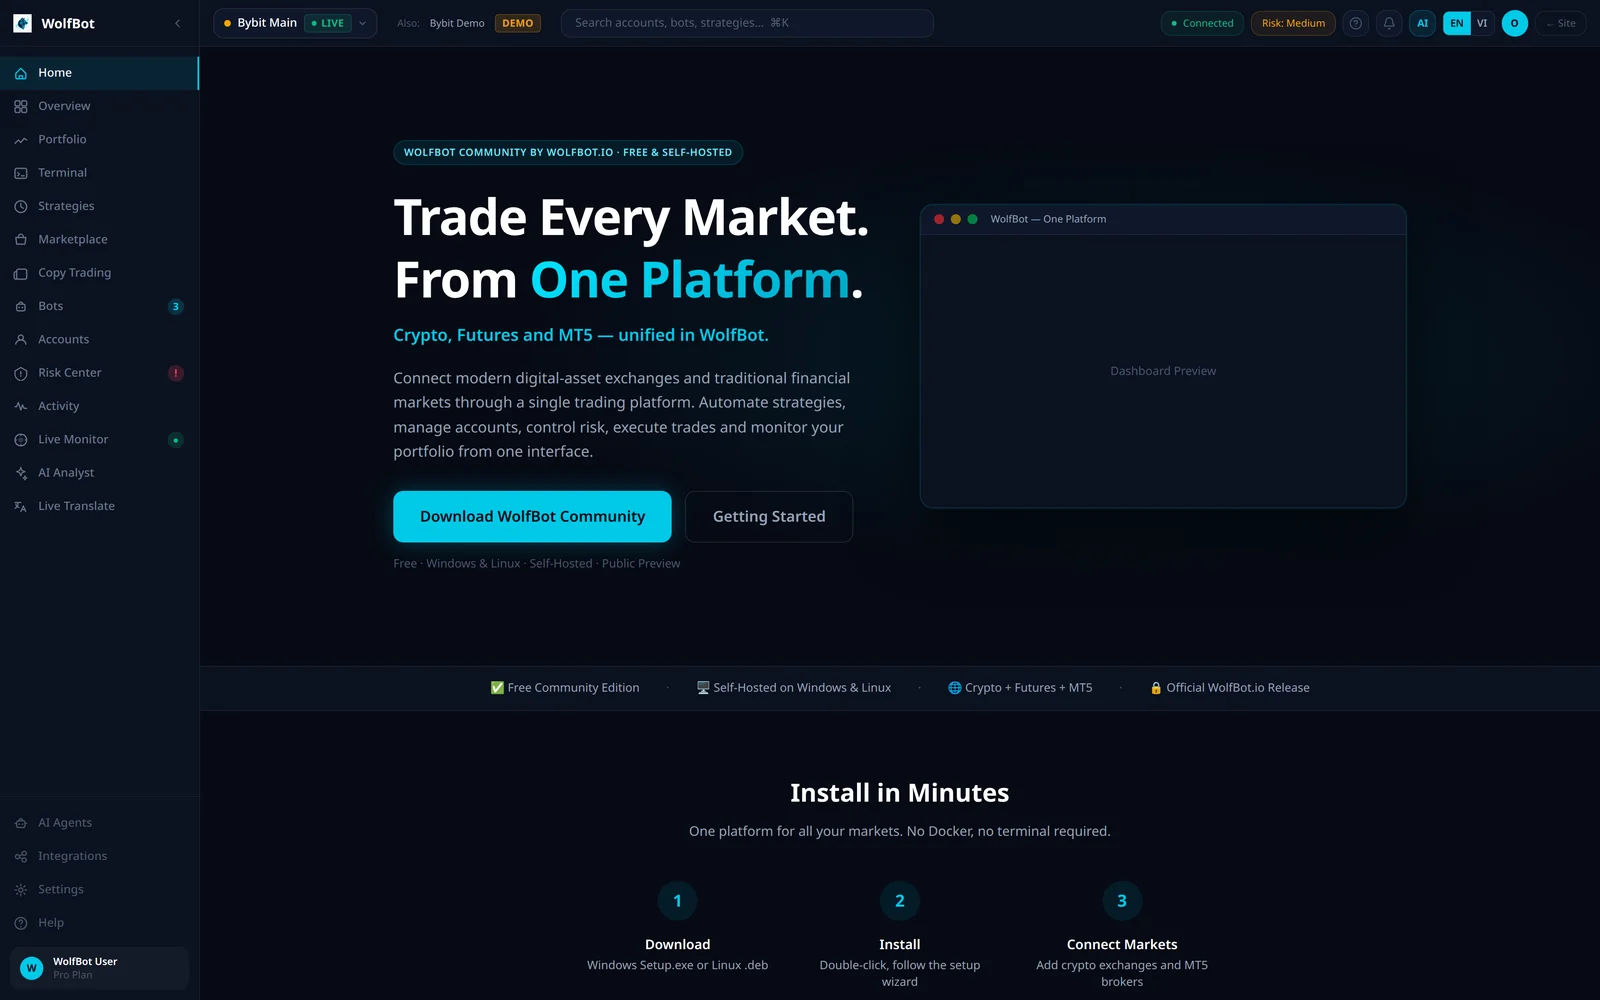 WolfBot
Bybit Main
LIVE
Also:
Bybit Demo
DEMO
Search accounts, bots, strategies... ⌘K
Connected
Risk: Medium
AI
EN
VI
O
← Site
Home
Overview
Portfolio
Terminal
Strategies
Marketplace
Copy Trading
Bots
3
Accounts
Risk Center
!
Activity
Live Monitor
AI Analyst
Live Translate
AI Agents
Integrations
Settings
Help
W
WolfBot User
Pro Plan
WOLFBOT COMMUNITY BY WOLFBOT.IO · FREE & SELF-HOSTED
Trade Every Market.
From One Platform.
Crypto, Futures and MT5 — unified in WolfBot.
Connect modern digital-asset exchanges and traditional financial
markets through a single trading platform. Automate strategies,
manage accounts, control risk, execute trades and monitor your
portfolio from one interface.
Download WolfBot Community
Getting Started
Free · Windows & Linux · Self-Hosted · Public Preview
WolfBot — One Platform
Dashboard Preview
✅ Free Community Edition · 🖥️ Self-Hosted on Windows & Linux · 🌐 Crypto + Futures + MT5 · 🔒 Official WolfBot.io Release
Install in Minutes
One platform for all your markets. No Docker, no terminal required.
1
Download
Windows Setup.exe or Linux .deb
2
Install
Double-click, follow the setup
wizard
3
Connect Markets
Add crypto exchanges and MT5
brokers